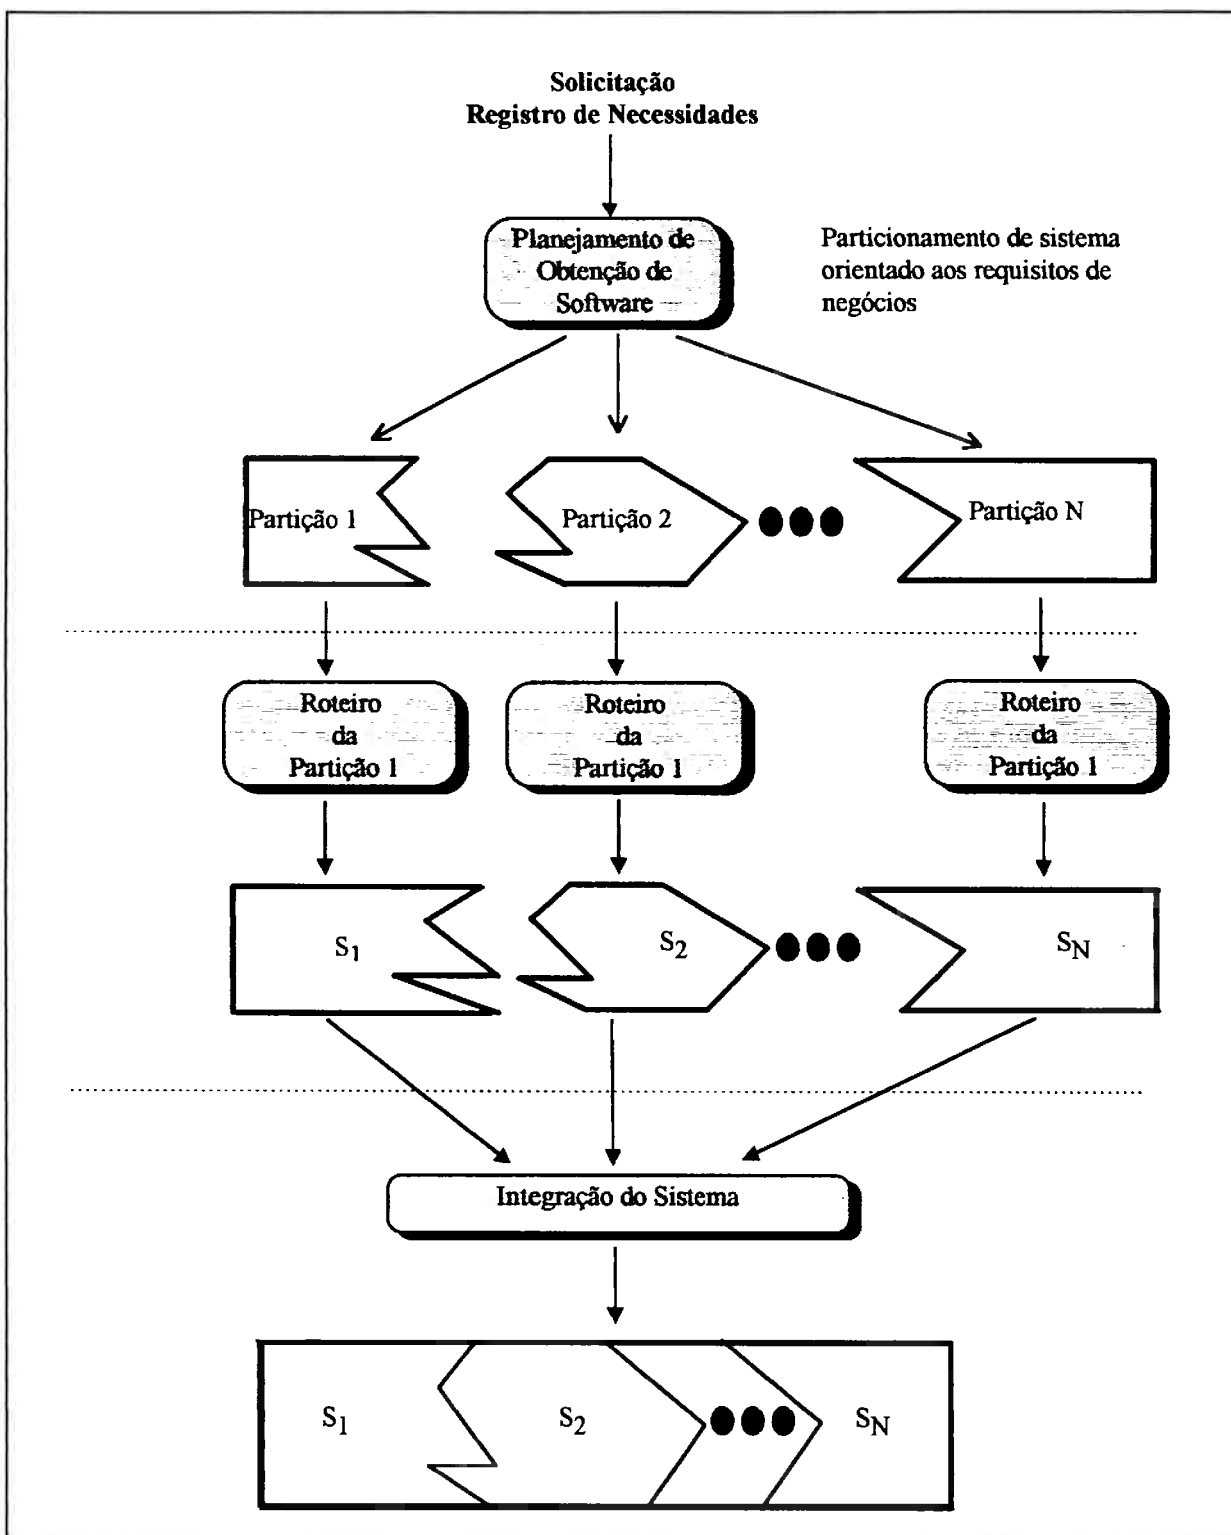 Solicitação
Registro de Necessidades
Planejamento de
Obtenção de
Software
Particionamento de sistema
orientado aos requisitos de
negócios
Partição 1
Partição 2
Partição N
Roteiro
da
Partição 1
Roteiro
da
Partição 1
Roteiro
da
Partição 1
S1
S2
SN
Integração do Sistema
S1
S2
SN